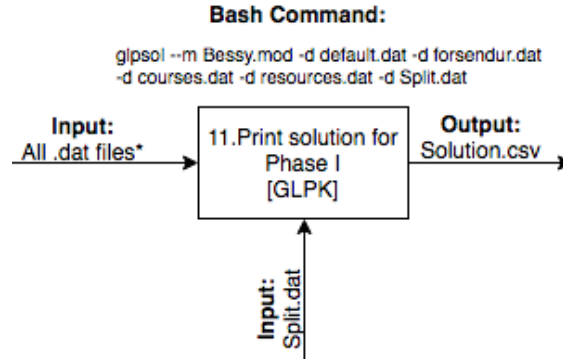 Bash Command:
glpsol --m Bessy.mod -d default.dat -d forsendur.dat
-d courses.dat -d resources.dat -d Split.dat
Input:
All .dat files*
11.Print solution for
Phase I
[GLPK]
Output:
Solution.csv
Input:
Split.dat